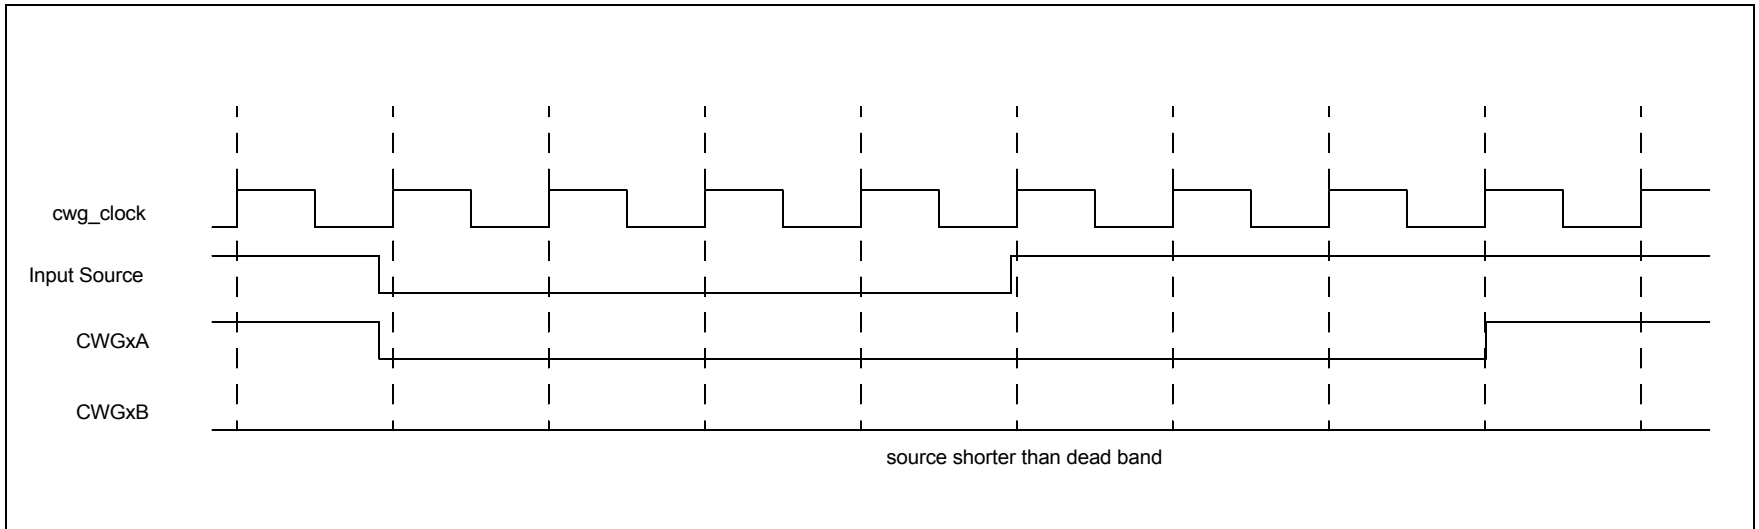 cwg_clock
Input Source
CWGxA
CWGxB
source shorter than dead band